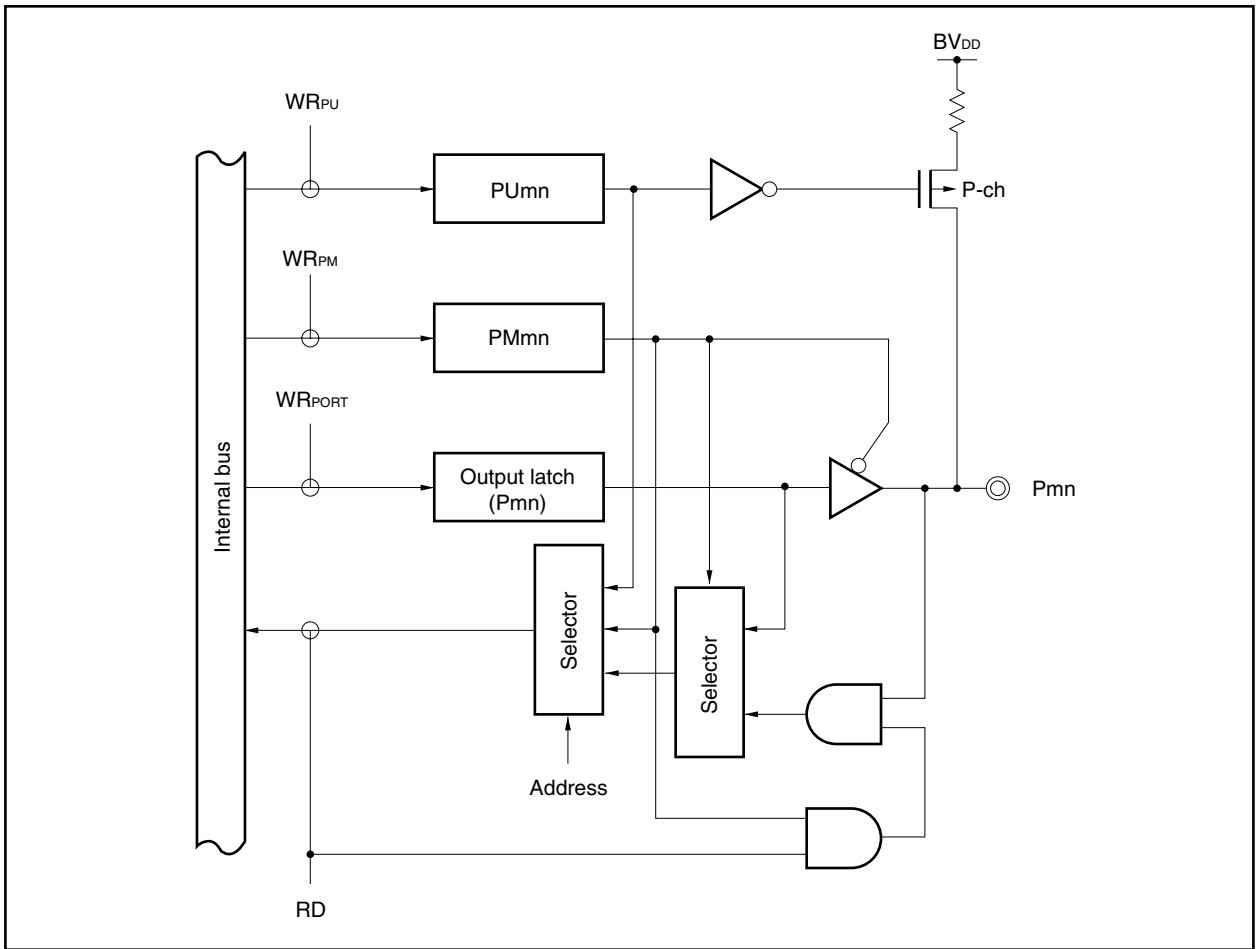 BVDD
WRPU
PUmn
P-ch
WRPM
PMmn
WRPORT
Output latch
(Pmn)
Pmn
Internal bus
Selector
Selector
Address
RD